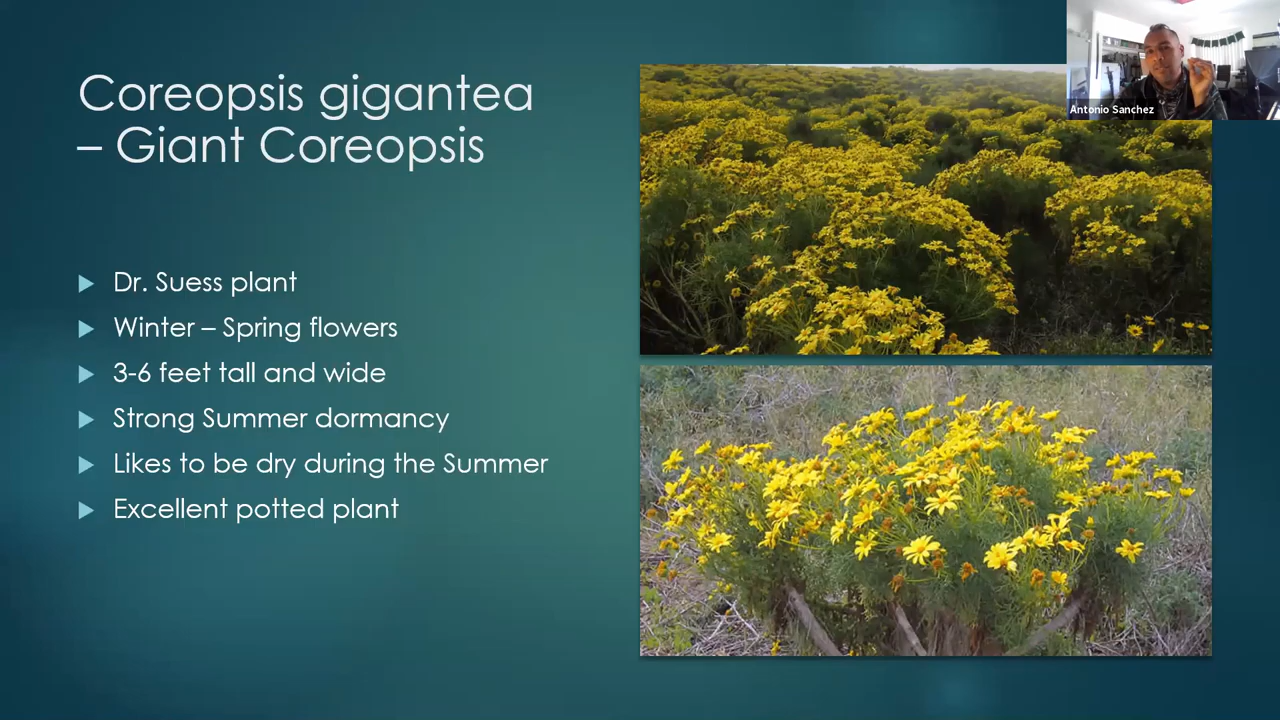 Coreopsis gigantea
– Giant Coreopsis
Dr. Suess plant
Winter – Spring flowers
3-6 feet tall and wide
Strong Summer dormancy
Likes to be dry during the Summer
Excellent potted plant
Antonio Sanchez